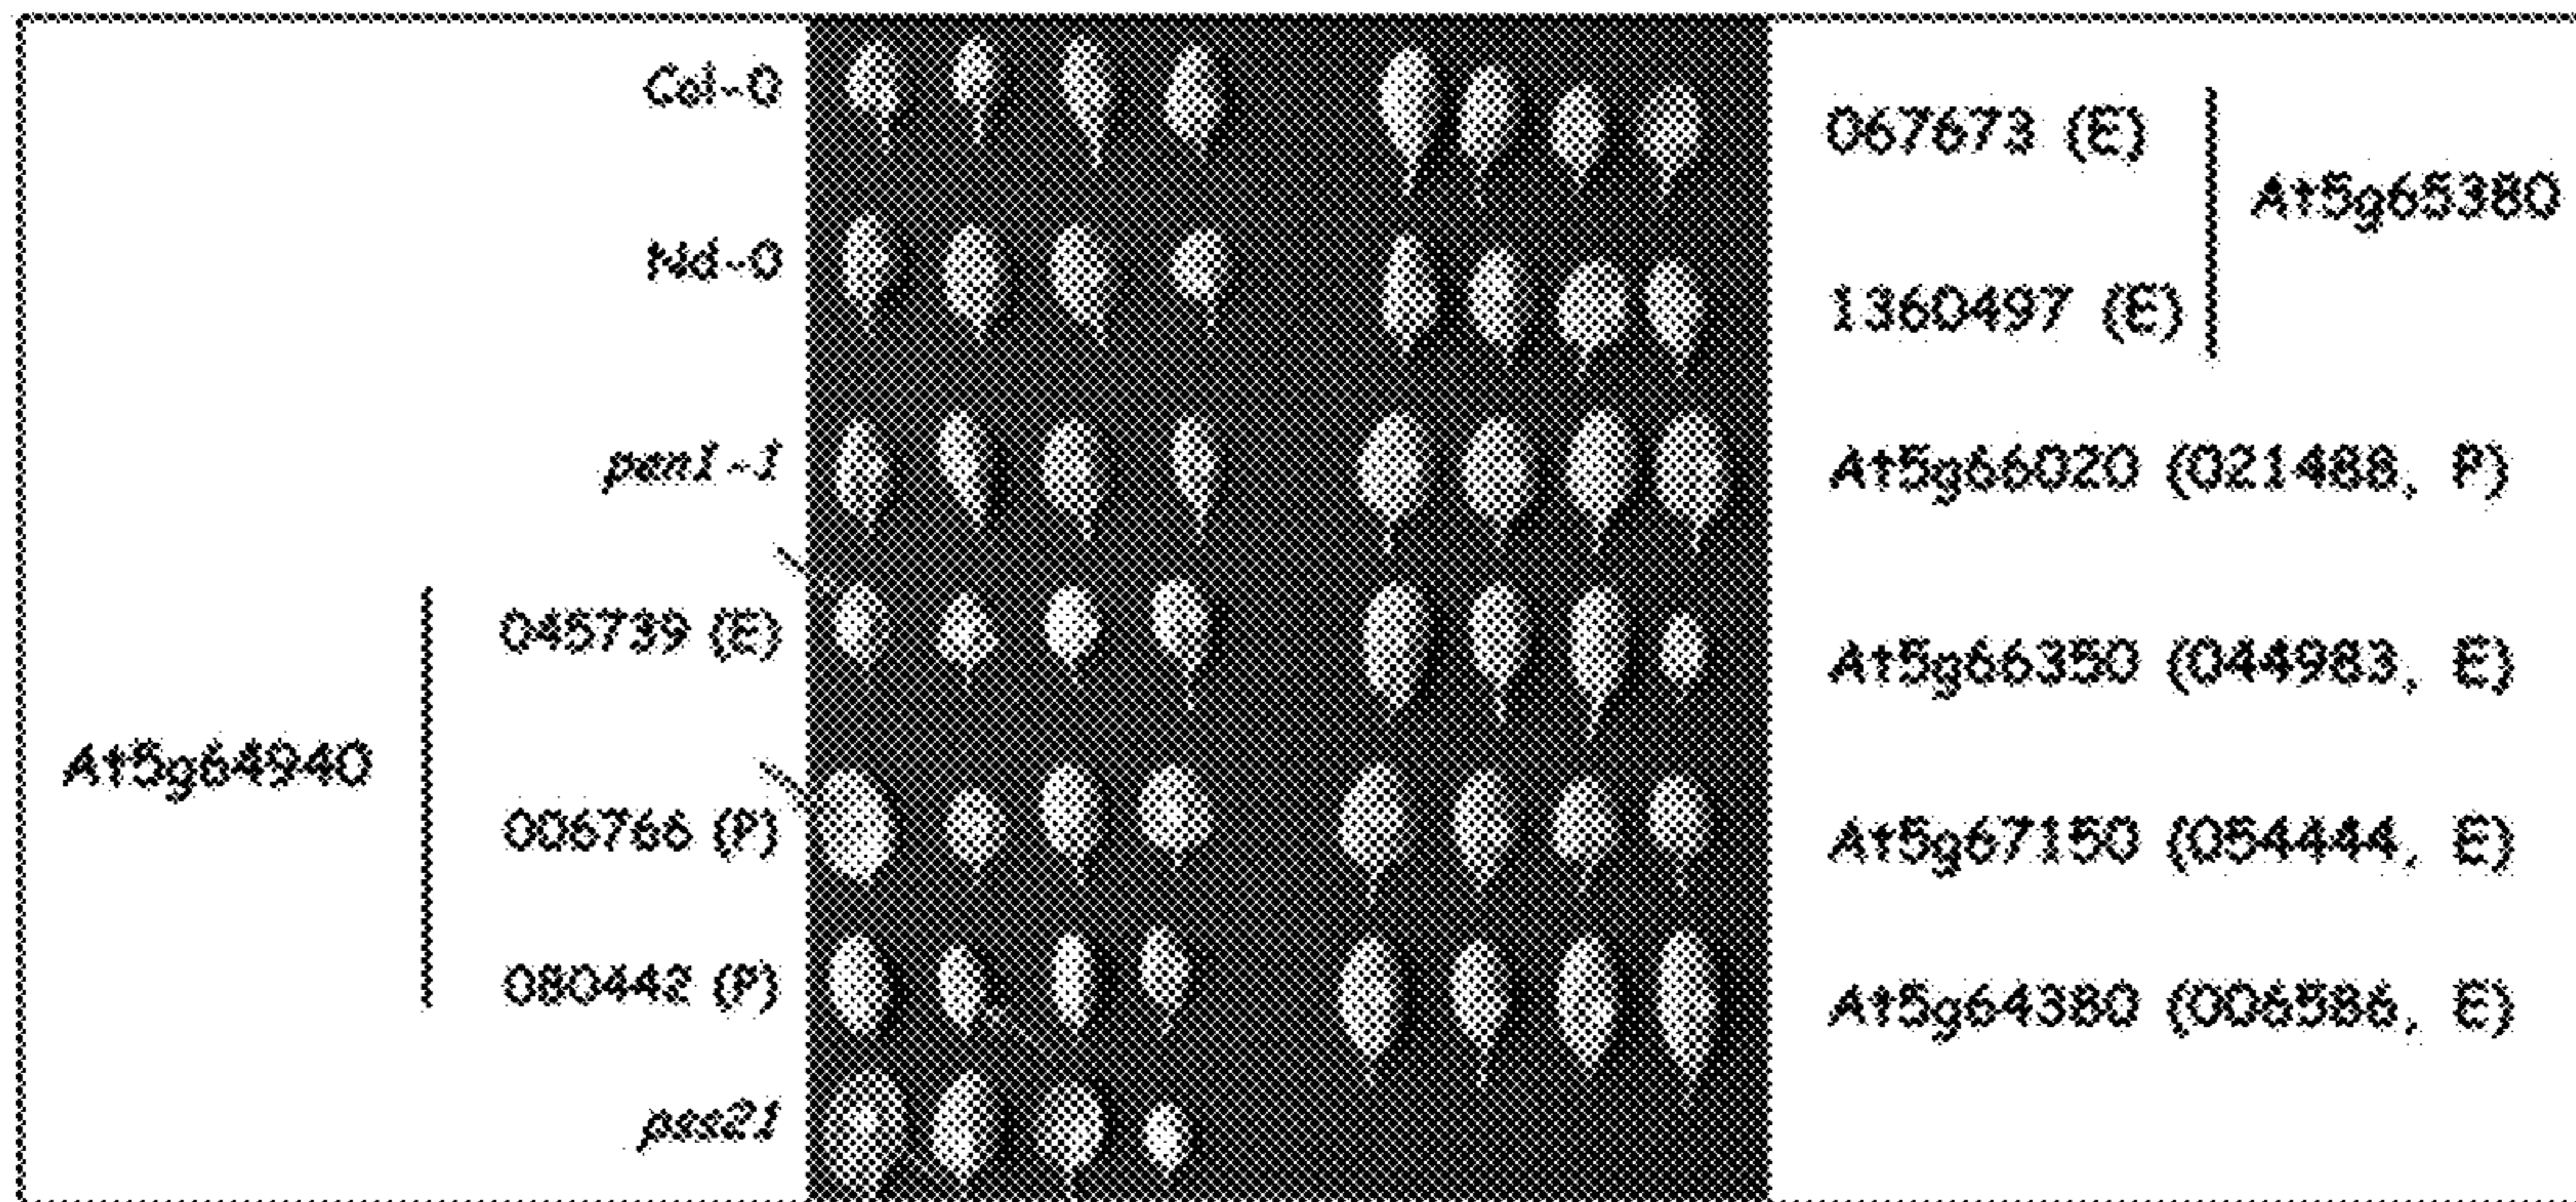 Col-0
Nd-0
pen1-1
045739 (E)
At5g64940
006766 (P)
080442 (P)
pss21
067673 (E)
At5g65380
1360497 (E)
At5g66020 (021488, P)
At5g66350 (044983, E)
At5g67150 (054444, E)
At5g64380 (006586, E)